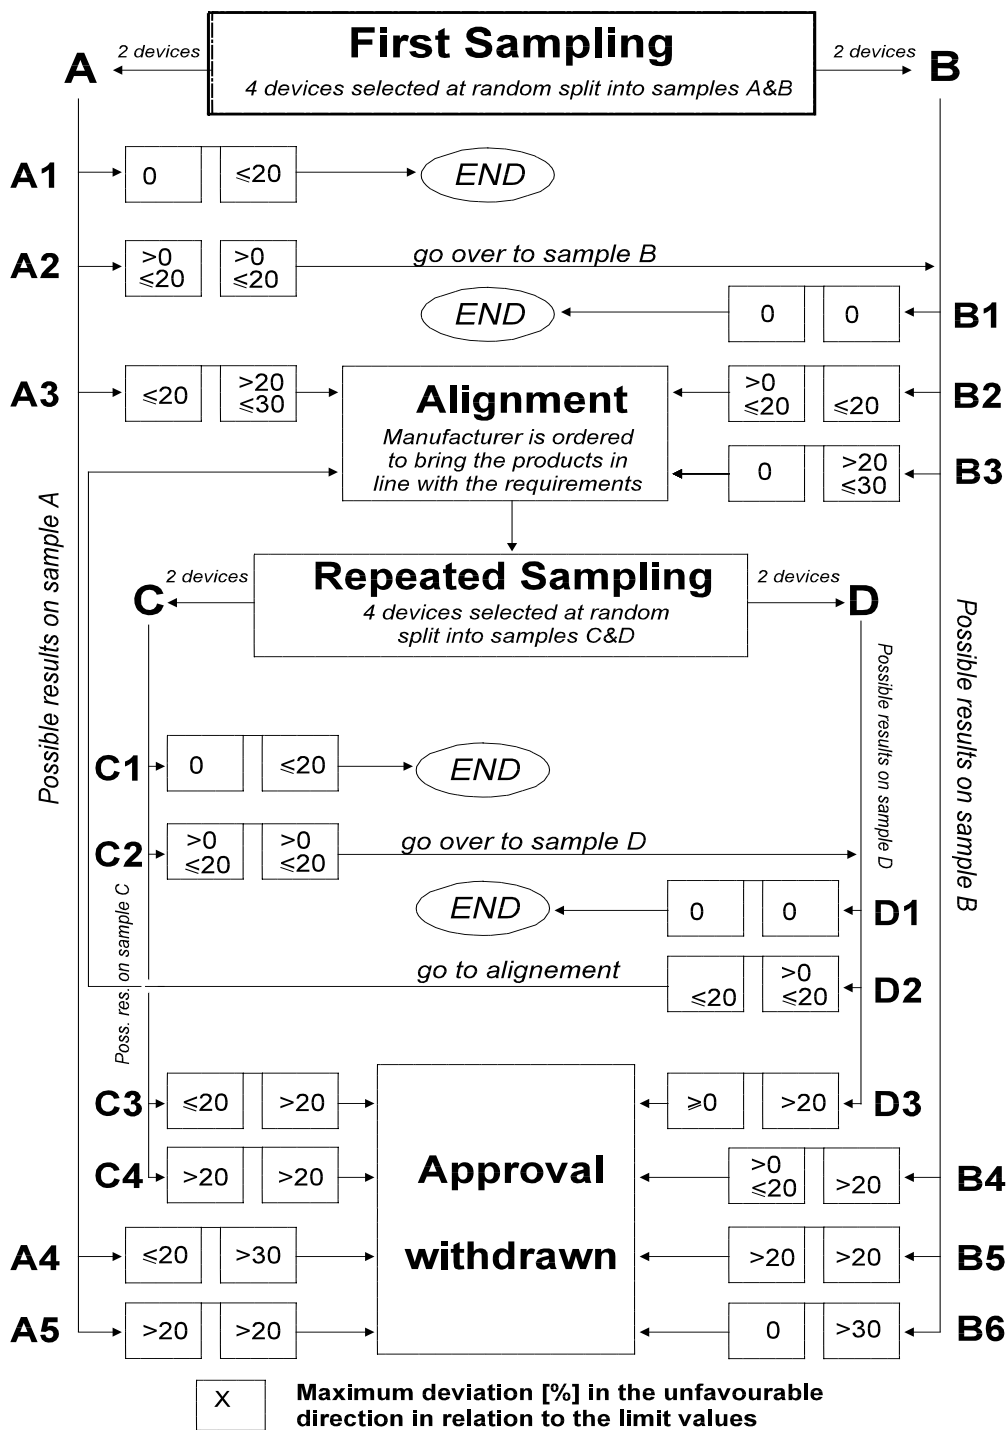 First Sampling
4 devices selected at random split into samples A&B
2 devices
2 devices
A
B
A1
0
≤20
END
A2
>0
≤20
>0
≤20
go over to sample B
END
0
0
B1
A3
≤20
>20
≤30
Alignment
Manufacturer is ordered
to bring the products in
line with the requirements
>0
≤20
≤20
B2
0
>20
≤30
B3
Possible results on sample A
Possible results on sample B
Repeated Sampling
4 devices selected at random
split into samples C&D
2 devices
2 devices
C
D
Possible results on sample D
Poss. res. on sample C
C1
0
≤20
END
C2
>0
≤20
>0
≤20
go over to sample D
END
0
0
D1
go to alignement
≤20
>0
≤20
D2
C3
≤20
>20
Approval
withdrawn
≥0
>20
D3
C4
>20
>20
>0
≤20
>20
B4
A4
≤20
>30
>20
>20
B5
A5
>20
>20
0
>30
B6
X
Maximum deviation [%] in the unfavourable
direction in relation to the limit values